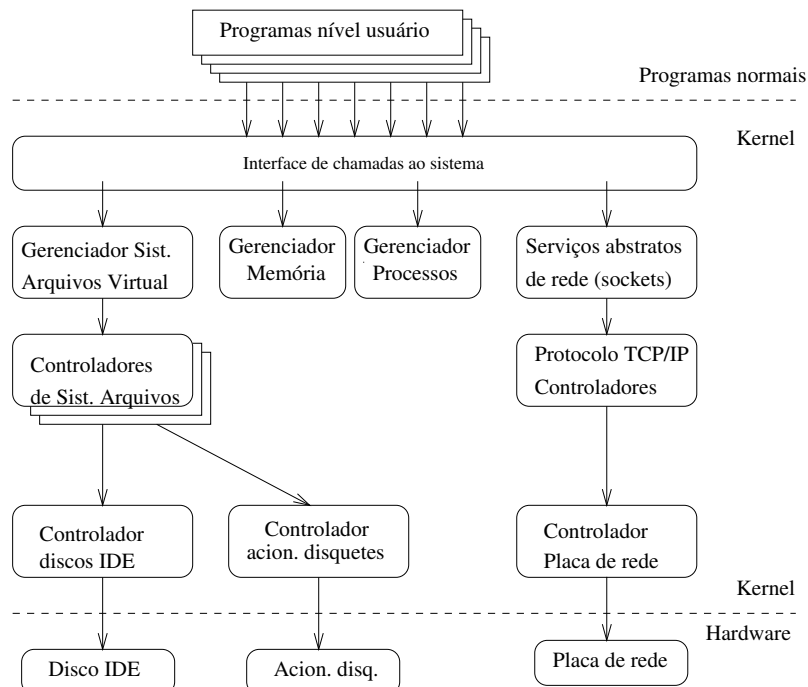 Programas nível usuário
Programas normais
Kernel
Interface de chamadas ao sistema
Gerenciador Sist.
Arquivos Virtual
Gerenciador
Memória
Gerenciador
Processos
Serviços abstratos
de rede (sockets)
Controladores
de Sist. Arquivos
Protocolo TCP/IP
Controladores
Controlador
discos IDE
Controlador
acion. disquetes
Controlador
Placa de rede
Kernel
Hardware
Disco IDE
Acion. disq.
Placa de rede